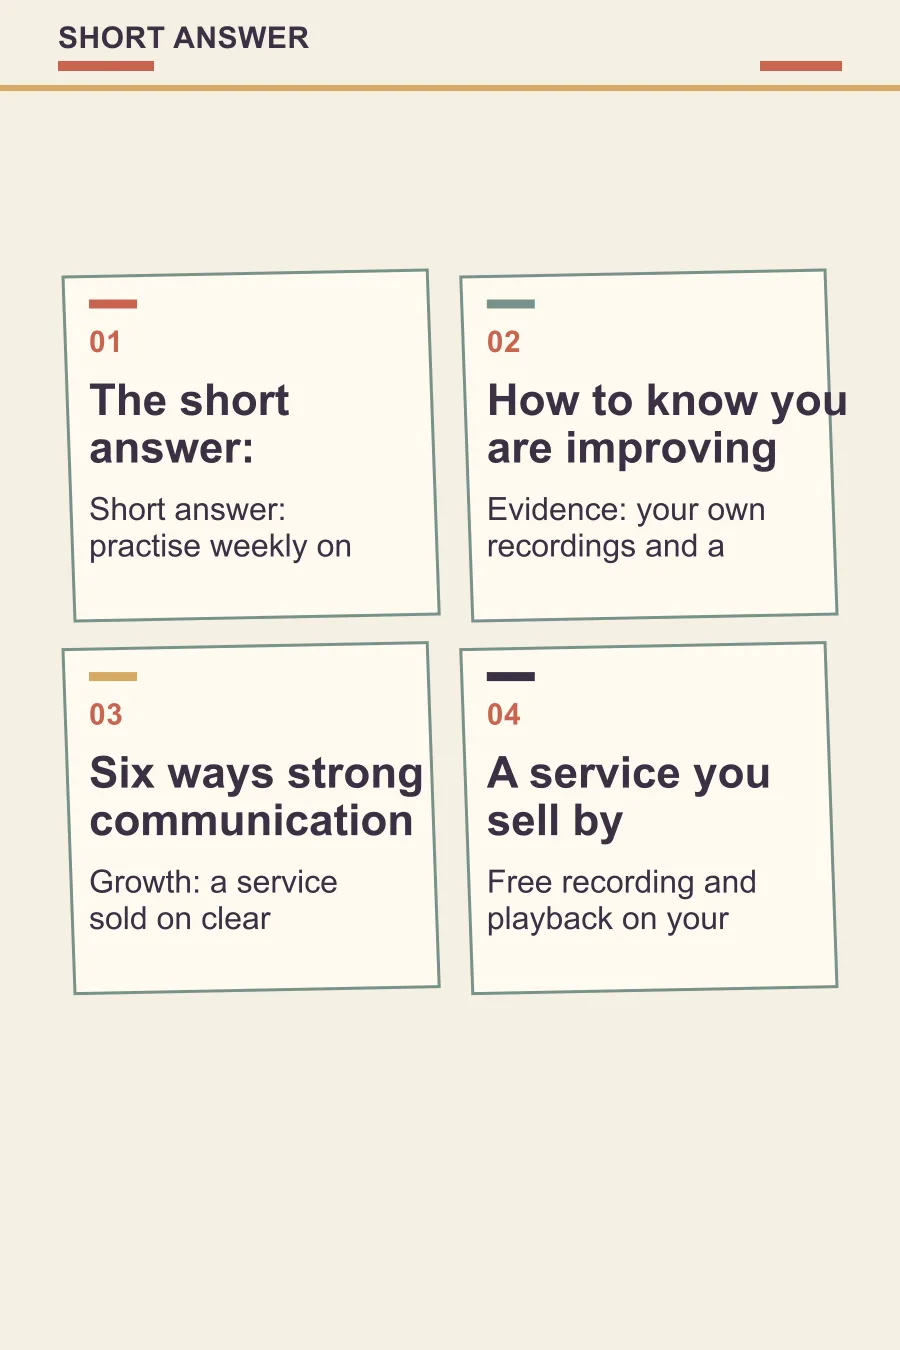 SHORT ANSWER
01
The short
answer:
Short answer:
practise weekly on
02
How to know you
are improving
Evidence: your own
recordings and a
03
Six ways strong
communication
Growth: a service
sold on clear
04
A service you
sell by
Free recording and
playback on your